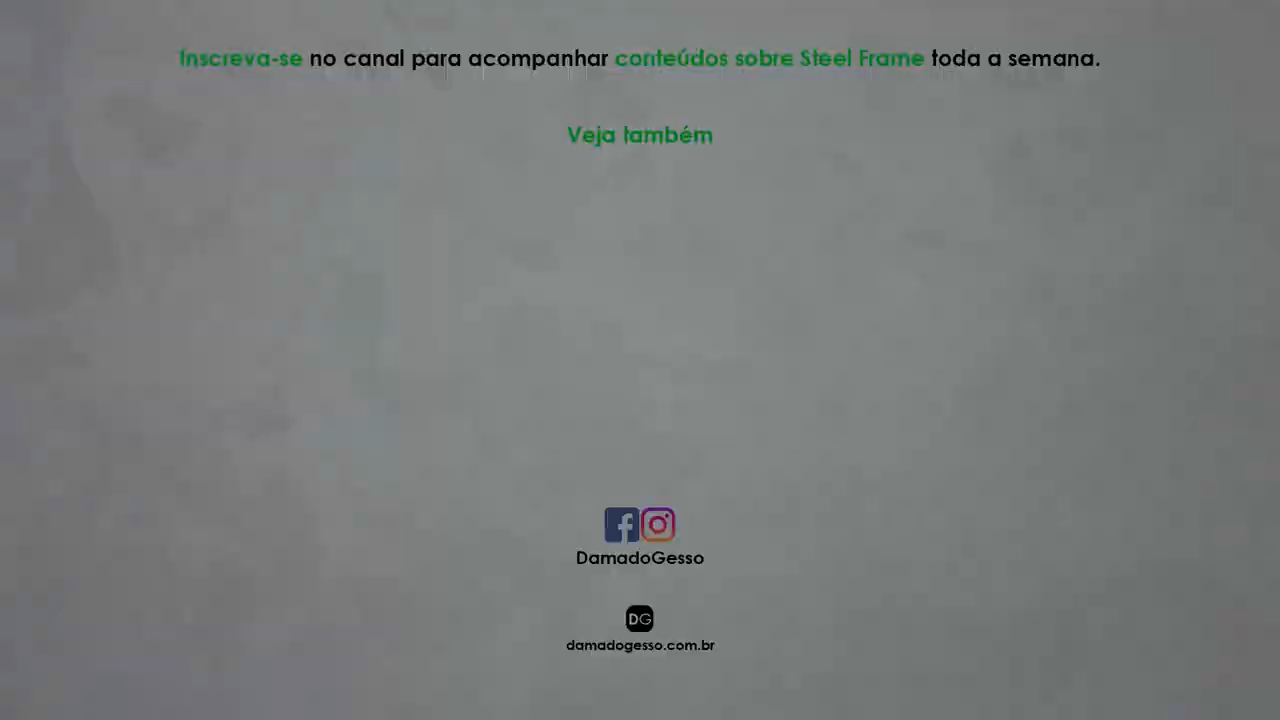 Inscreva-se no canal para acompanhar conteúdos sobre Steel Frame toda a semana.
Veja também
DamadoGesso
DG
damadogesso.com.br